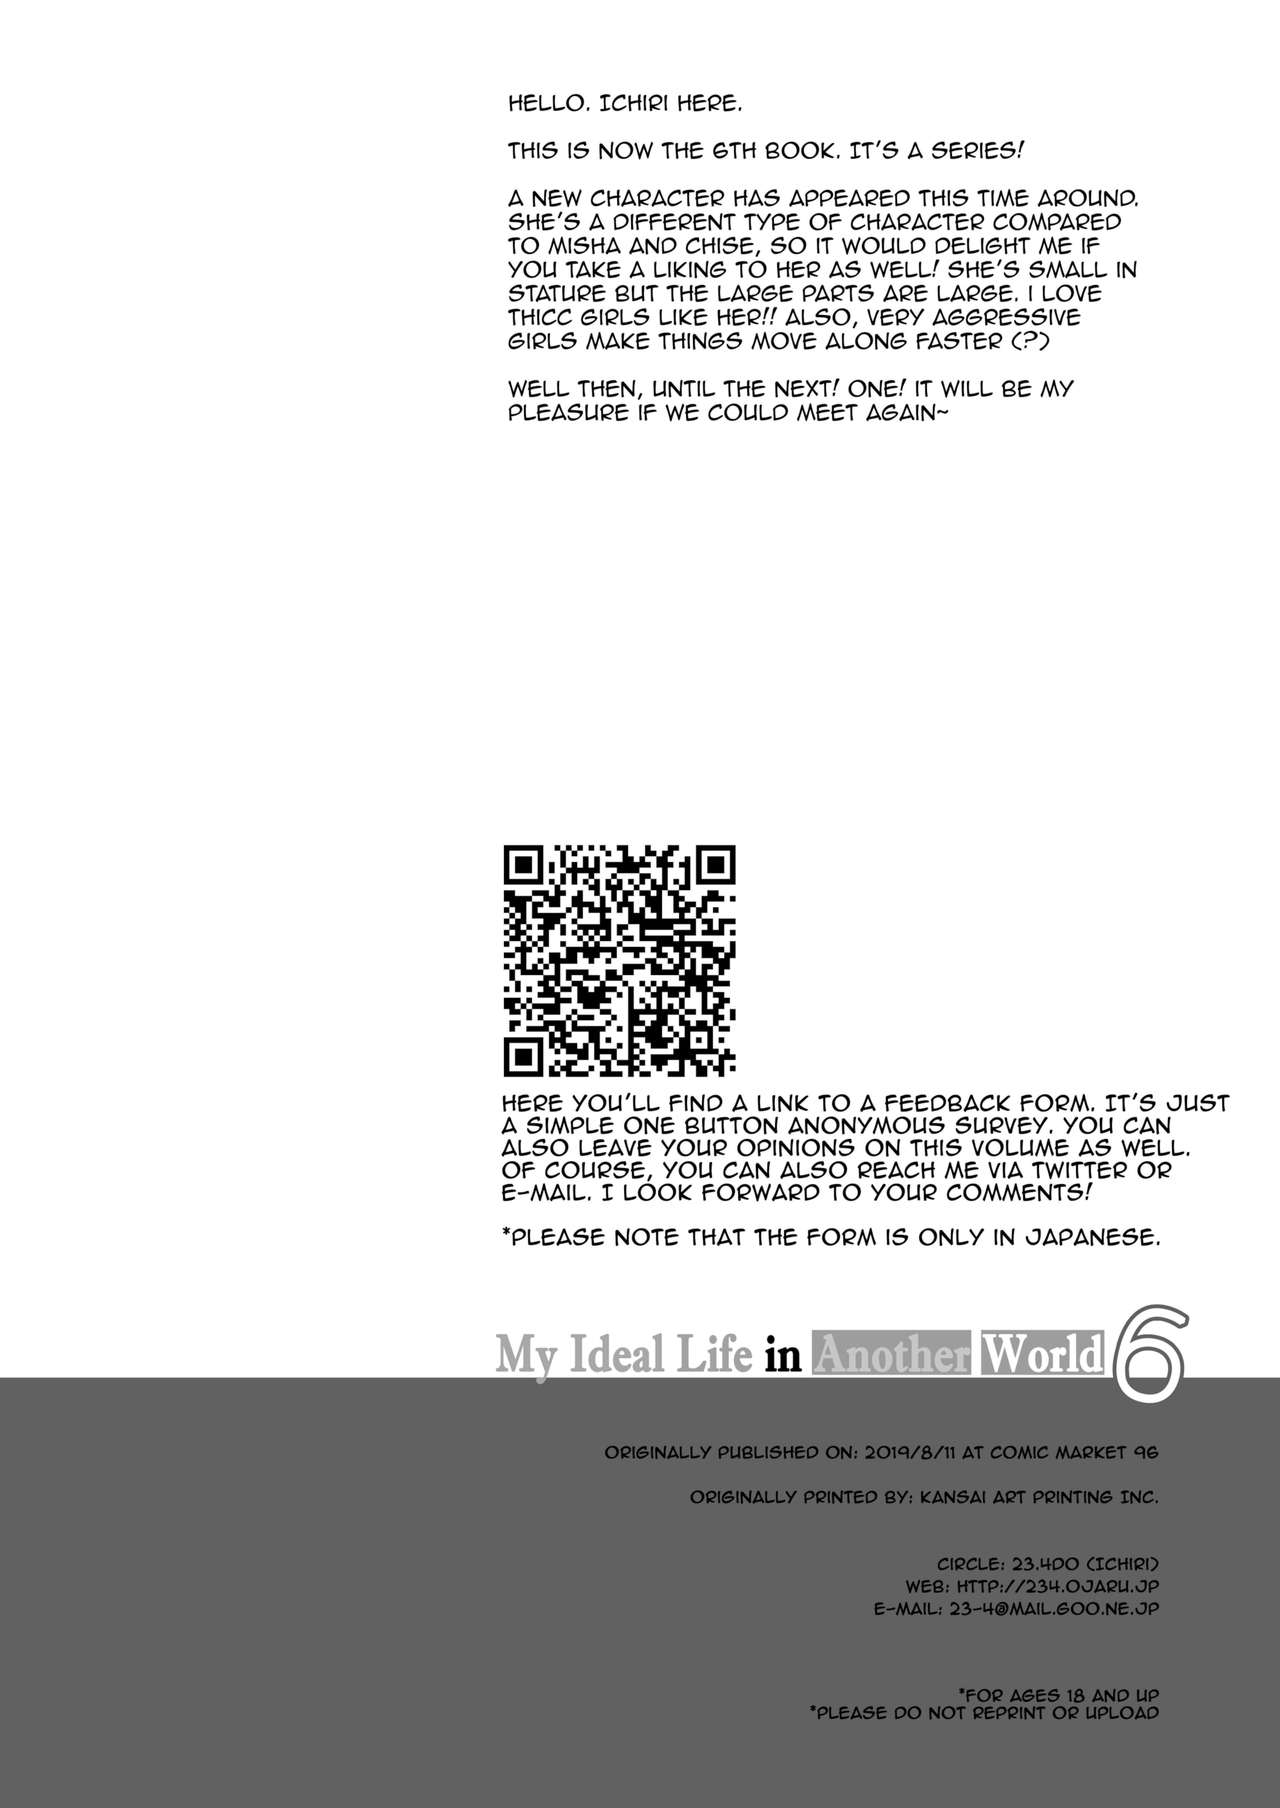 HELLO. ICHIRI HERE.
THIS IS NOW THE 6TH BOOK. IT'S A SERIES!
A NEW CHARACTER HAS APPEARED THIS TIME AROUND.
SHE'S A DIFFERENT TYPE OF CHARACTER COMPARED
TO MISHA AND CHISE, SO IT WOULD DELIGHT ME IF
YOU TAKE A LIKING TO HER AS WELL! SHE'S SMALL IN
STATURE BUT THE LARGE PARTS ARE LARGE. I LOVE
THICC GIRLS LIKE HER!! ALSO, VERY AGGRESSIVE
GIRLS MAKE THINGS MOVE ALONG FASTER (?)
WELL THEN, UNTIL THE NEXT! ONE! IT WILL BE MY
PLEASURE IF WE COULD MEET AGAIN~
HERE YOU'LL FIND A LINK TO A FEEDBACK FORM. IT'S JUST
A SIMPLE ONE BUTTON ANONYMOUS SURVEY. YOU CAN
ALSO LEAVE YOUR OPINIONS ON THIS VOLUME AS WELL.
OF COURSE, YOU CAN ALSO REACH ME VIA TWITTER OR
E-MAIL. I LOOK FORWARD TO YOUR COMMENTS!
*PLEASE NOTE THAT THE FORM IS ONLY IN JAPANESE.
My Ideal Life in Another World 6
ORIGINALLY PUBLISHED ON: 2019/8/11 AT COMIC MARKET 96
ORIGINALLY PRINTED BY: KANSAI ART PRINTING INC.
CIRCLE: 23.4DO (ICHIRI)
WEB: HTTP://234.OJARU.JP
E-MAIL: 23-4@MAIL.GOO.NE.JP
*FOR AGES 18 AND UP
*PLEASE DO NOT REPRINT OR UPLOAD